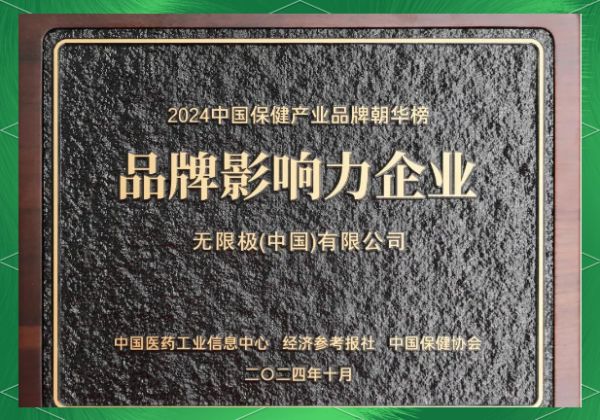 2024中国保健产业品牌朝华榜
品牌影响力企业
无限极(中国)有限公司
中国医药工业信息中心 经济参考报社 中国保健协会
二〇二四年十月